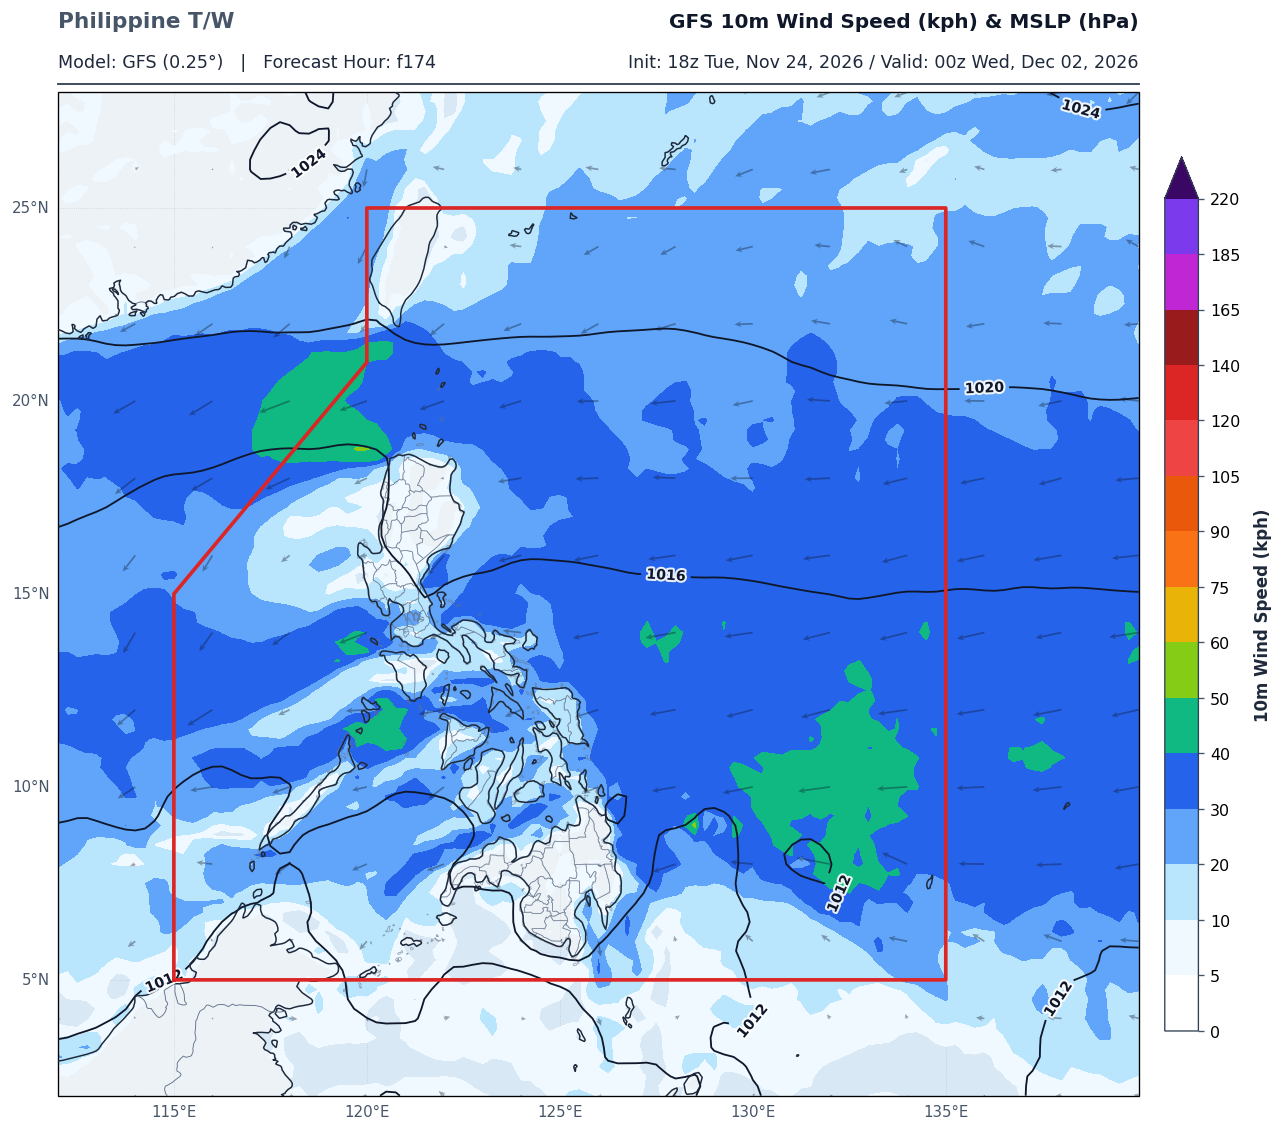 Philippine T/W
GFS 10m Wind Speed (kph) & MSLP (hPa)
Model: GFS (0.25°)   |   Forecast Hour: f174
Init: 18z Tue, Nov 24, 2026 / Valid: 00z Wed, Dec 02, 2026
1024
1024
1020
1016
1012
1012
1012
1012
25°N
20°N
15°N
10°N
5°N
115°E
120°E
125°E
130°E
135°E
220
185
165
140
120
105
90
75
60
50
40
30
20
10
5
0
10m Wind Speed (kph)